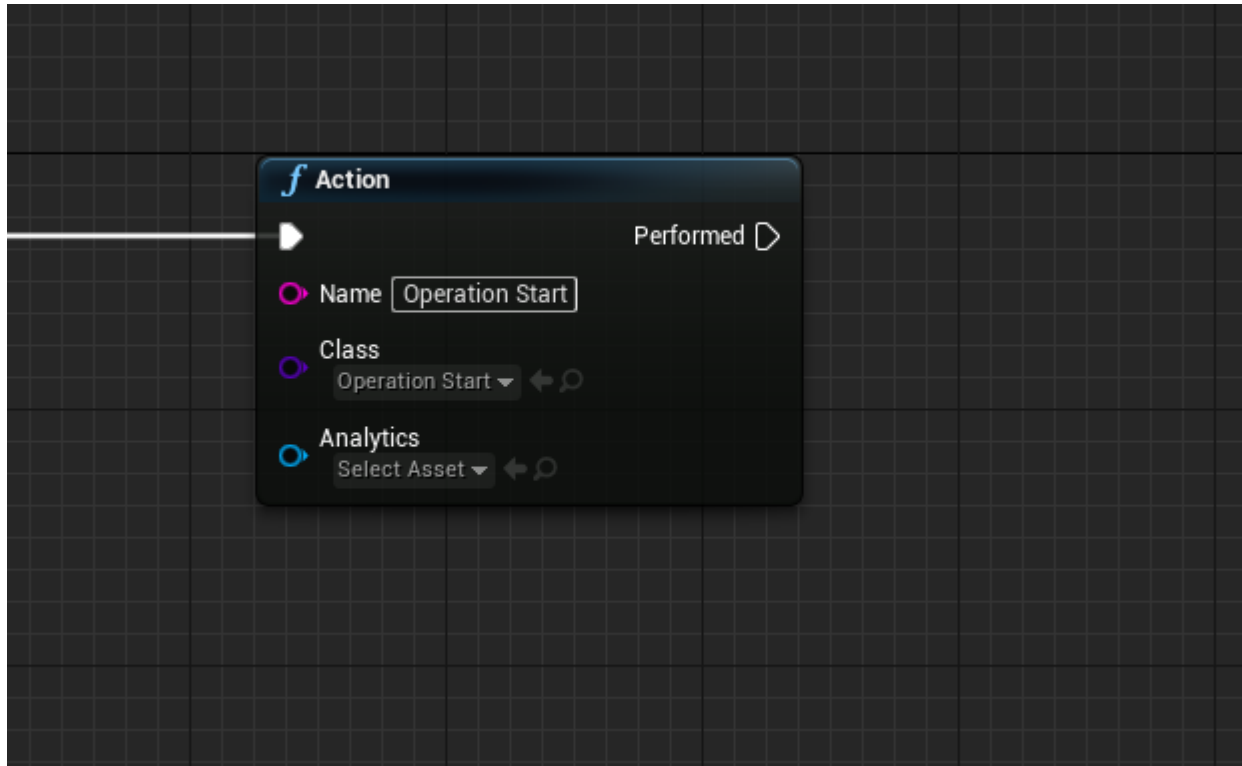 Action
Performed
Name Operation Start
Class
Operation Start
Analytics
Select Asset